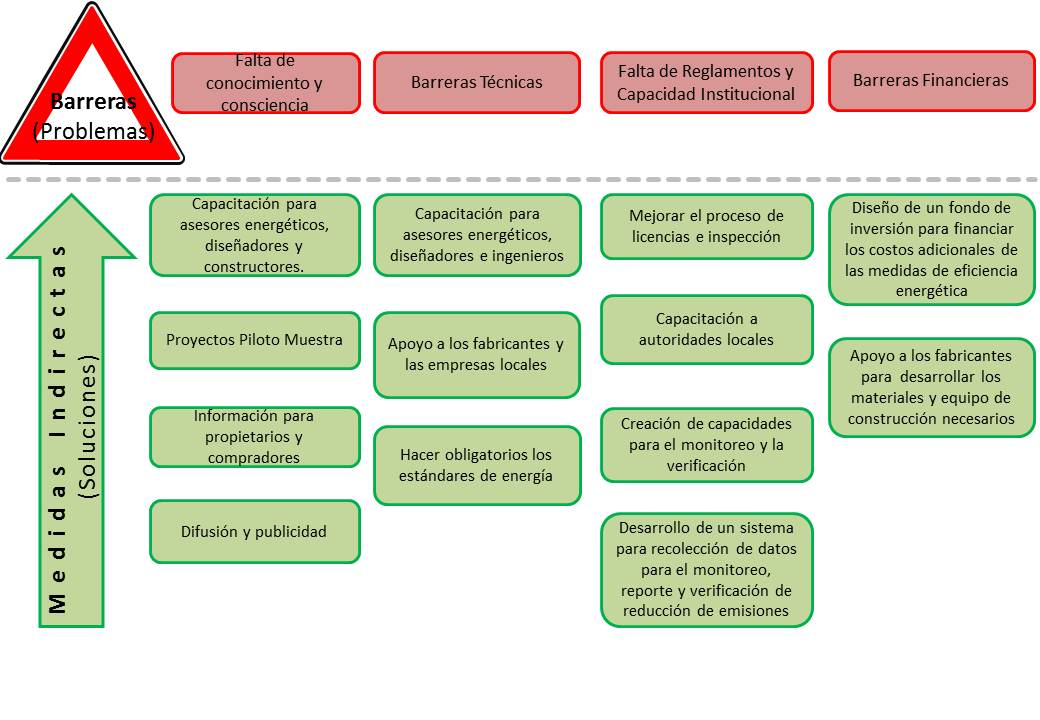 Barreras
(Problemas)
Falta de
conocimiento y
consciencia
Barreras Técnicas
Falta de Reglamentos y
Capacidad Institucional
Barreras Financieras
Medidas Indirectas
(Soluciones)
Capacitación para
asesores energéticos,
diseñadores y
constructores.
Proyectos Piloto Muestra
Información para
propietarios y
compradores
Difusión y publicidad
Capacitación para
asesores energéticos,
diseñadores e ingenieros
Apoyo a los fabricantes y
las empresas locales
Hacer obligatorios los
estándares de energía
Mejorar el proceso de
licencias e inspección
Capacitación a
autoridades locales
Creación de capacidades
para el monitoreo y la
verificación
Desarrollo de un sistema
para recolección de datos
para el monitoreo,
reporte y verificación de
reducción de emisiones
Diseño de un fondo de
inversión para financiar
los costos adicionales de
las medidas de eficiencia
energética
Apoyo a los fabricantes
para desarrollar los
materiales y equipo de
construcción necesarios